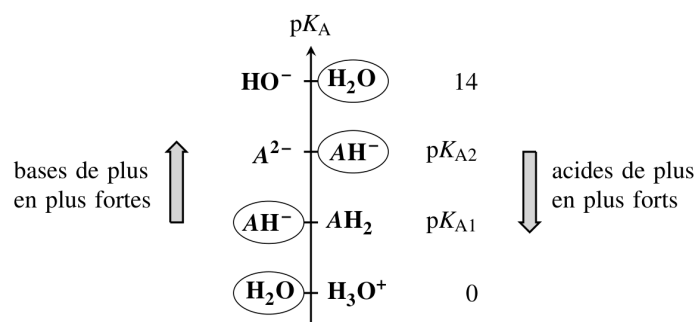 pK_A
HO⁻ H₂O 14
A²⁻ AH⁻ pK_A2
bases de plus
en plus fortes
acides de plus
en plus forts
AH⁻ AH₂ pK_A1
H₂O H₃O⁺ 0